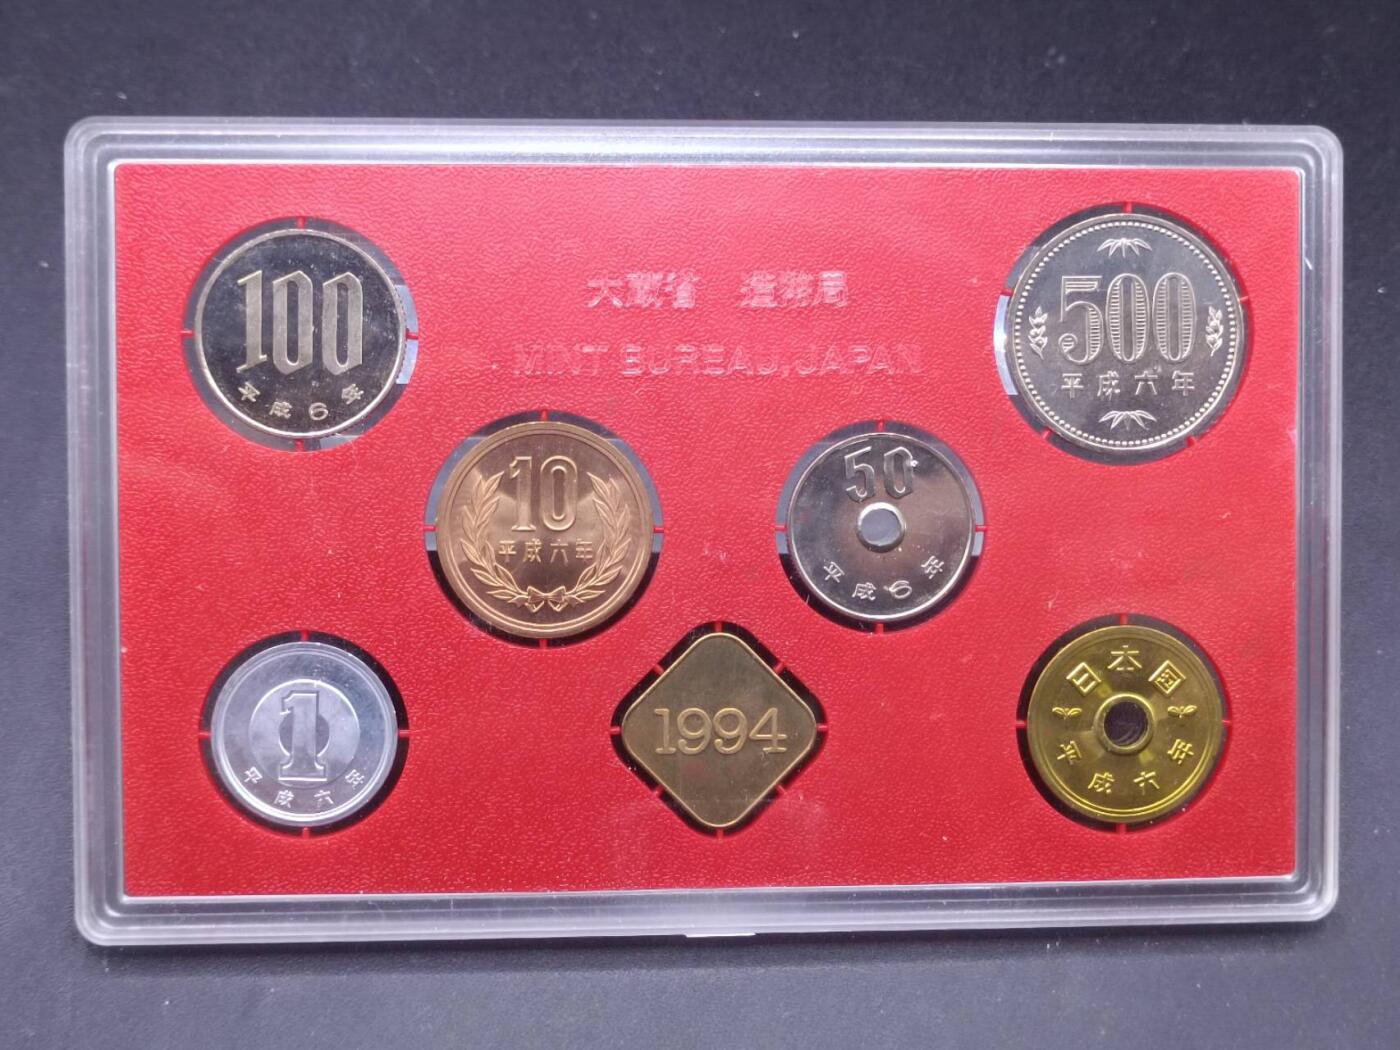 大蔵省 造幣局
MINT BUREAU, JAPAN
100
平成6年
500
平成六年
10
平成六年
50
平成6年
1
平成六年
1994
日本国
平成六年